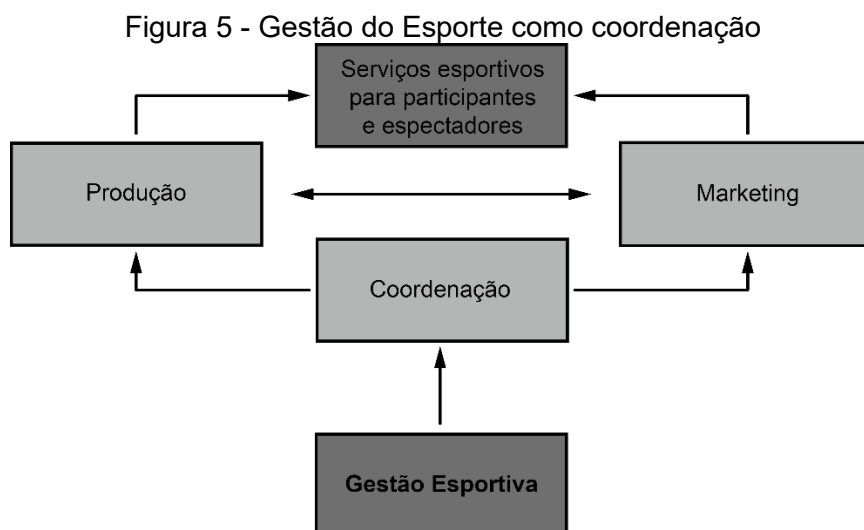 Figura 5 - Gestão do Esporte como coordenação
Serviços esportivos
para participantes
e espectadores
Produção
Marketing
Coordenação
Gestão Esportiva